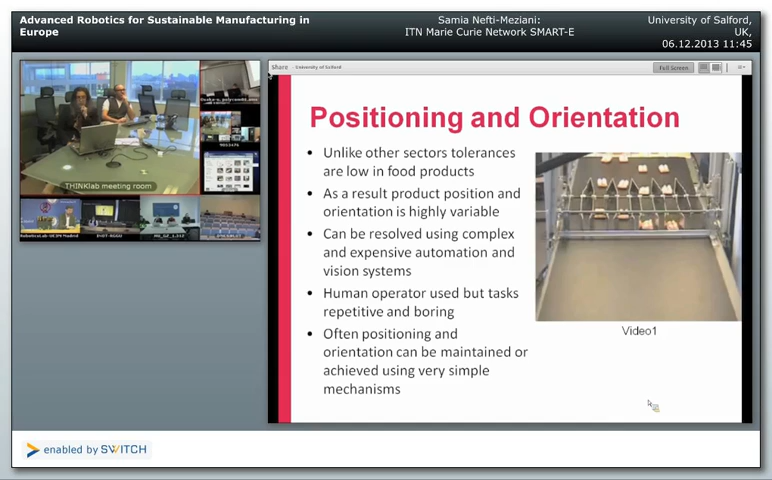 Advanced Robotics for Sustainable Manufacturing in
Europe
Samia Nefti-Meziani:
ITN Marie Curie Network SMART-E
University of Salford,
UK,
06.12.2013 11:45
Share
University of Salford
Full Screen
THINKlab meeting room
Positioning and Orientation
• Unlike other sectors tolerances
are low in food products
• As a result product position and
orientation is highly variable
• Can be resolved using complex
and expensive automation and
vision systems
• Human operator used but tasks
repetitive and boring
• Often positioning and
orientation can be maintained or
achieved using very simple
mechanisms
Video1
enabled by SWITCH